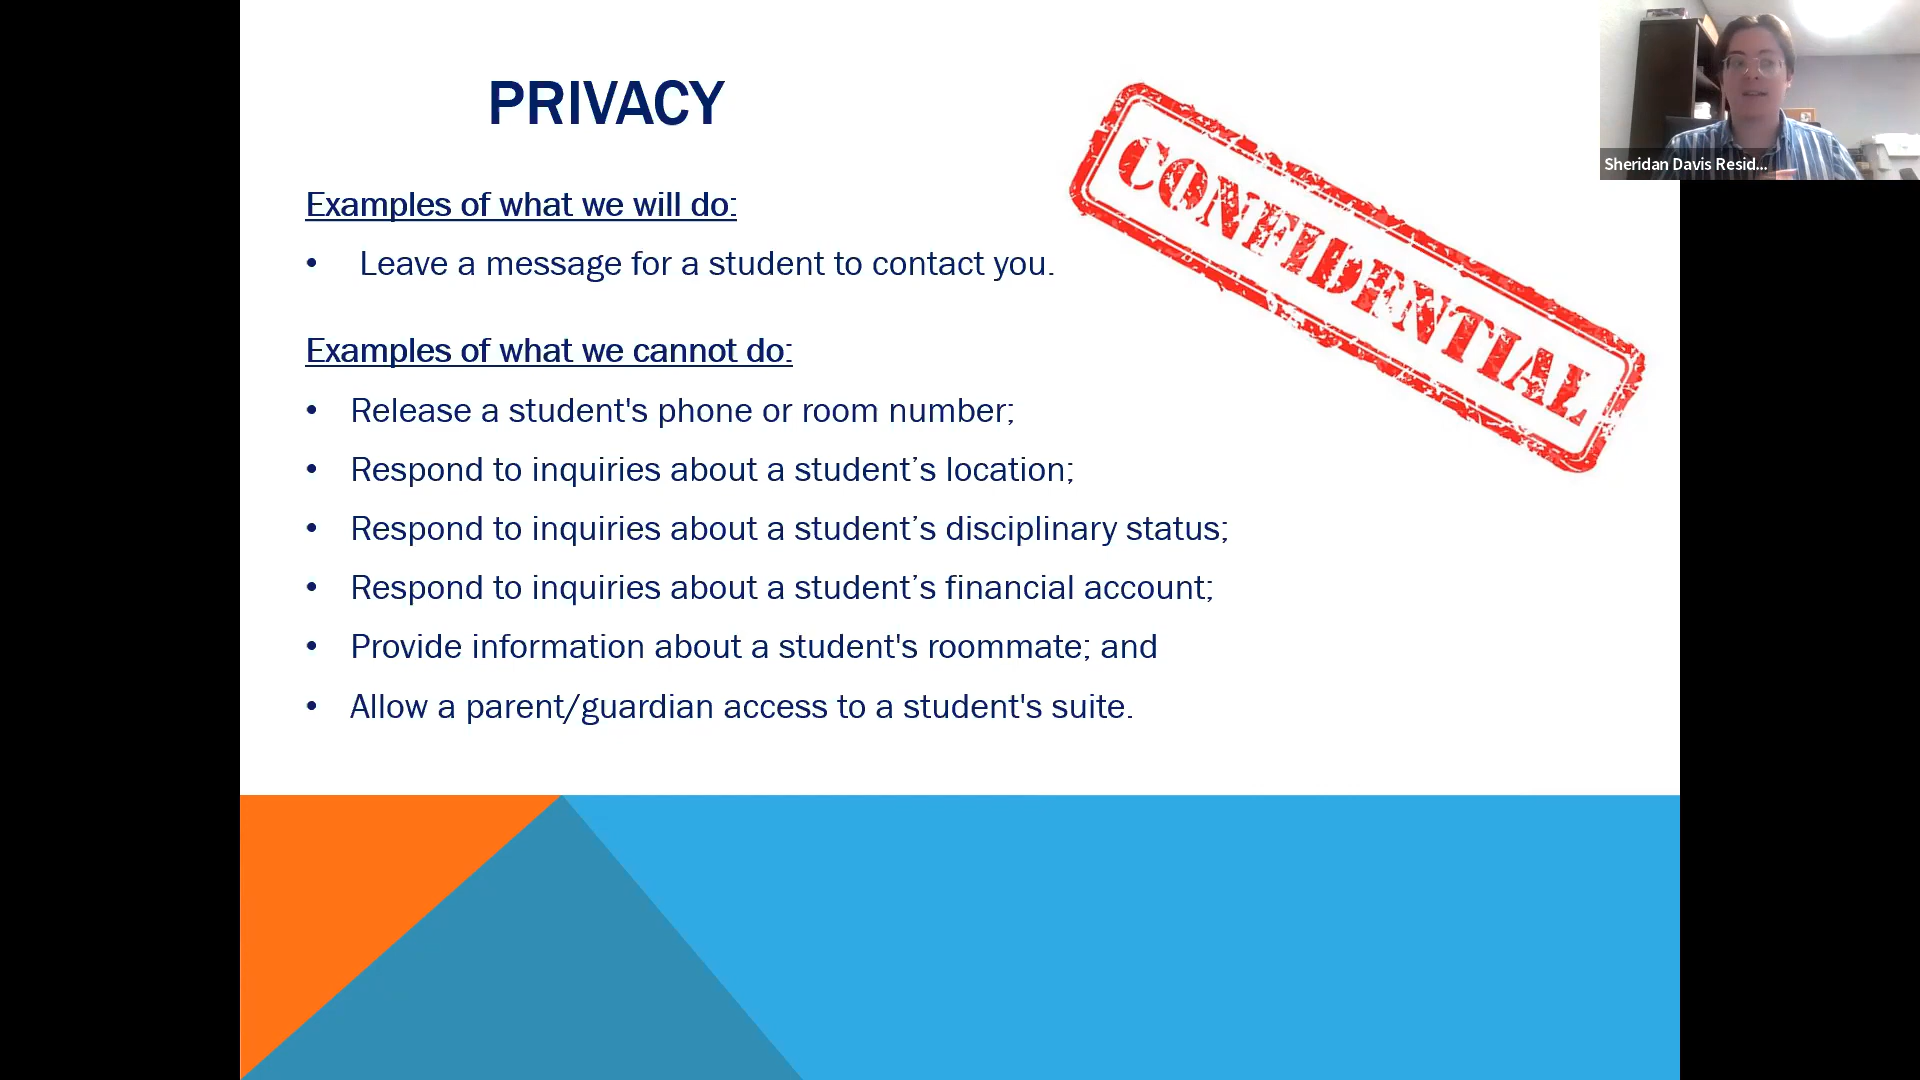 PRIVACY
Examples of what we will do:
• Leave a message for a student to contact you.
Examples of what we cannot do:
• Release a student's phone or room number;
• Respond to inquiries about a student’s location;
• Respond to inquiries about a student’s disciplinary status;
• Respond to inquiries about a student’s financial account;
• Provide information about a student's roommate; and
• Allow a parent/guardian access to a student's suite.
CONFIDENTIAL
Sheridan Davis Resid...